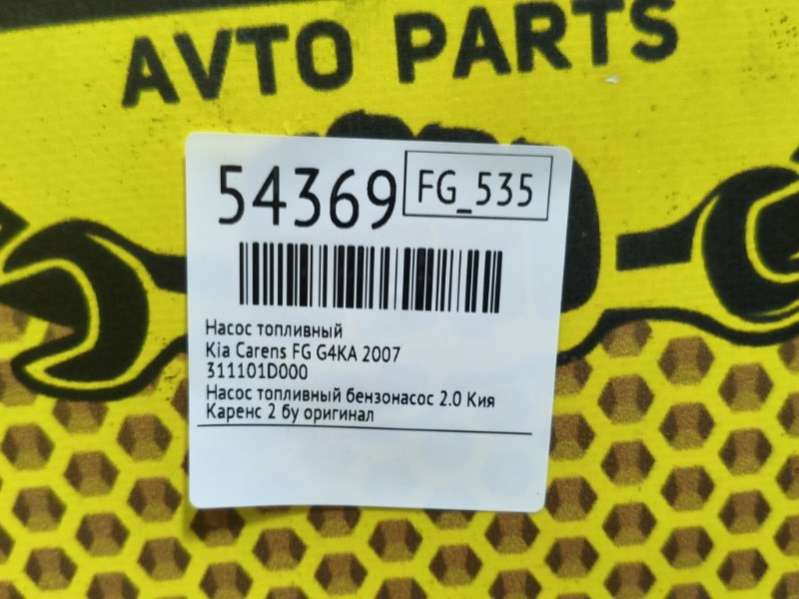 AVTO PARTS
54369
FG_535
Насос топливный
Kia Carens FG G4KA 2007
311101D000
Насос топливный бензонасос 2.0 Кия
Каренс 2 бу оригинал